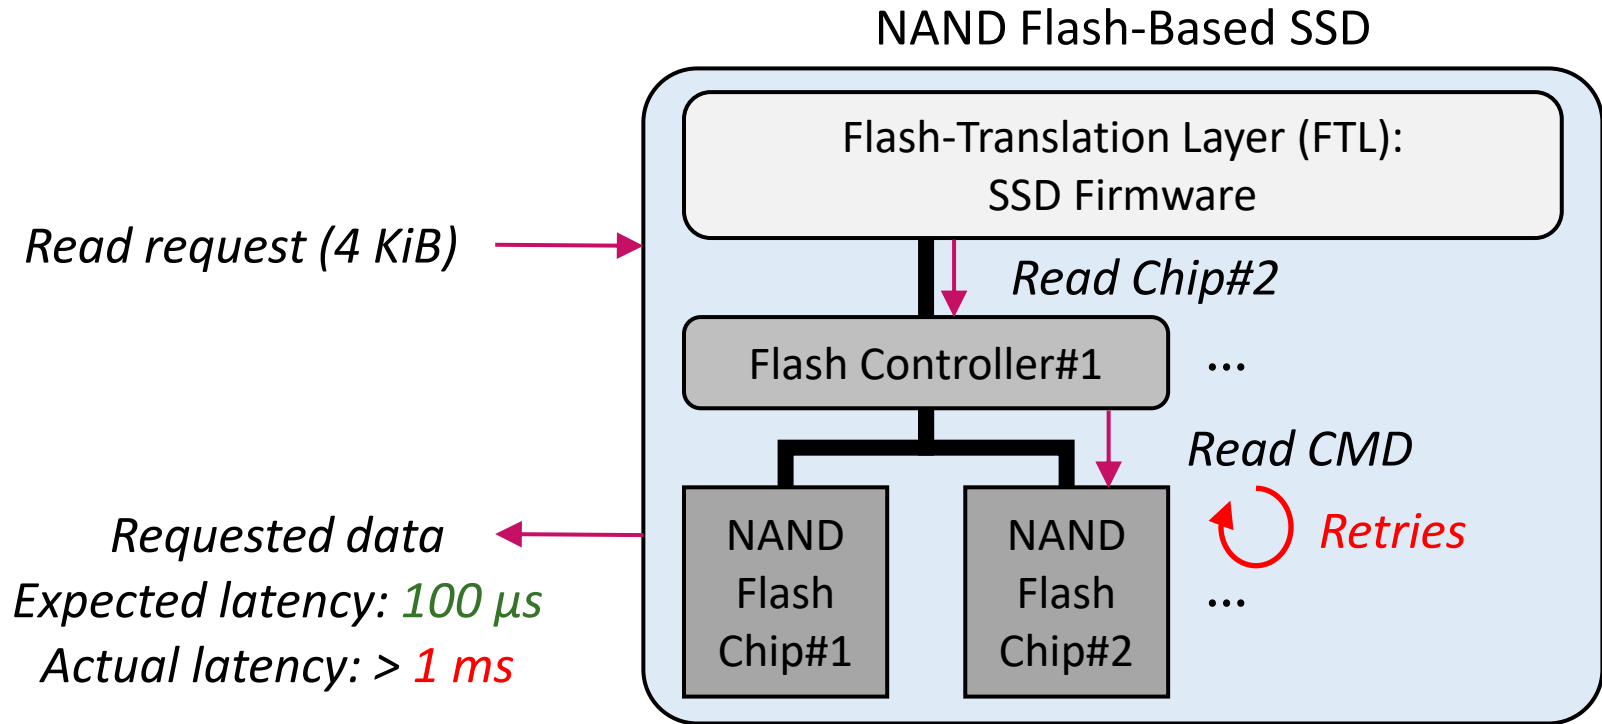 NAND Flash-Based SSD
Flash-Translation Layer (FTL):
SSD Firmware
Read request (4 KiB)
Read Chip#2
Flash Controller#1
...
Read CMD
Retries
NAND
Flash
Chip#1
NAND
Flash
Chip#2
...
Requested data
Expected latency: 100 μs
Actual latency: > 1 ms